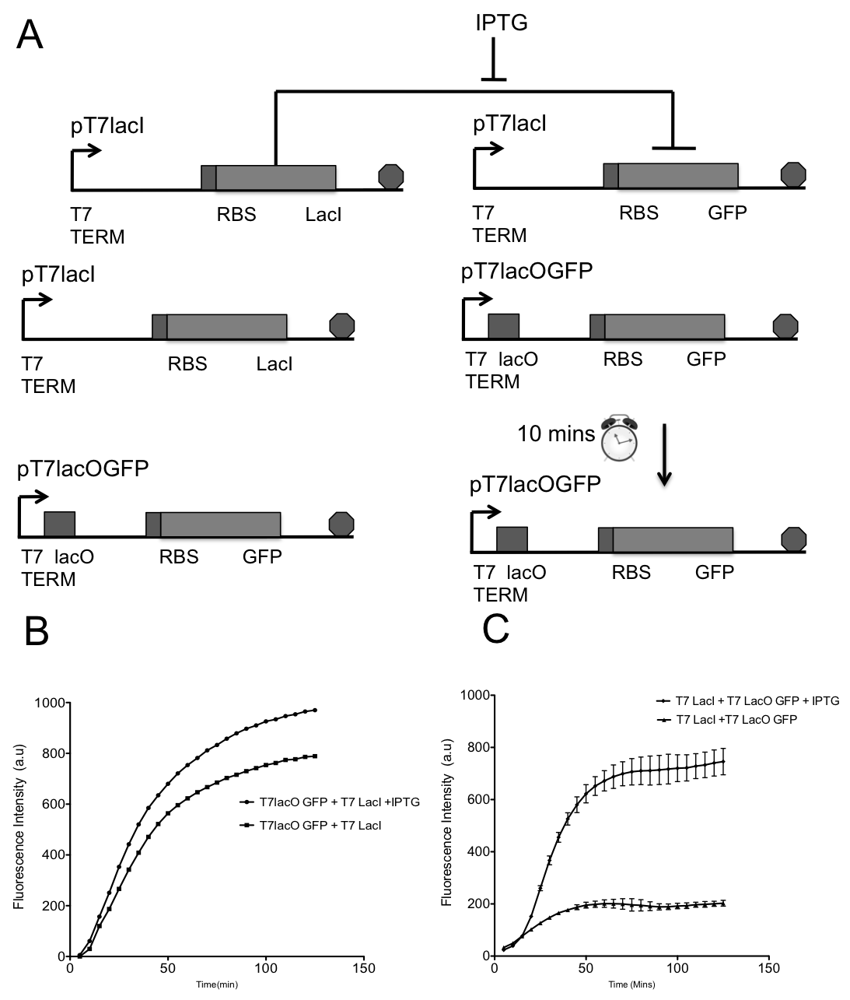 A
IPTG
pT7lacI
pT7lacI
T7
RBS
LacI
TERM
T7
RBS
GFP
TERM
pT7lacI
pT7lacOGFP
T7
RBS
LacI
TERM
T7 lacO
RBS
GFP
TERM
10 mins
pT7lacOGFP
pT7lacOGFP
T7 lacO
RBS
GFP
TERM
T7 lacO
RBS
GFP
TERM
B
1000
800
600
400
200
0
0
50
100
150
Fluorescence Intensity (a.u)
Time(min)
T7lacO GFP + T7 LacI +IPTG
T7lacO GFP + T7 LacI
C
1000
800
600
400
200
0
0
50
100
150
Fluorescence Intensity (a.u)
Time (Mins)
T7 LacI + T7 LacO GFP + IPTG
T7 LacI +T7 LacO GFP